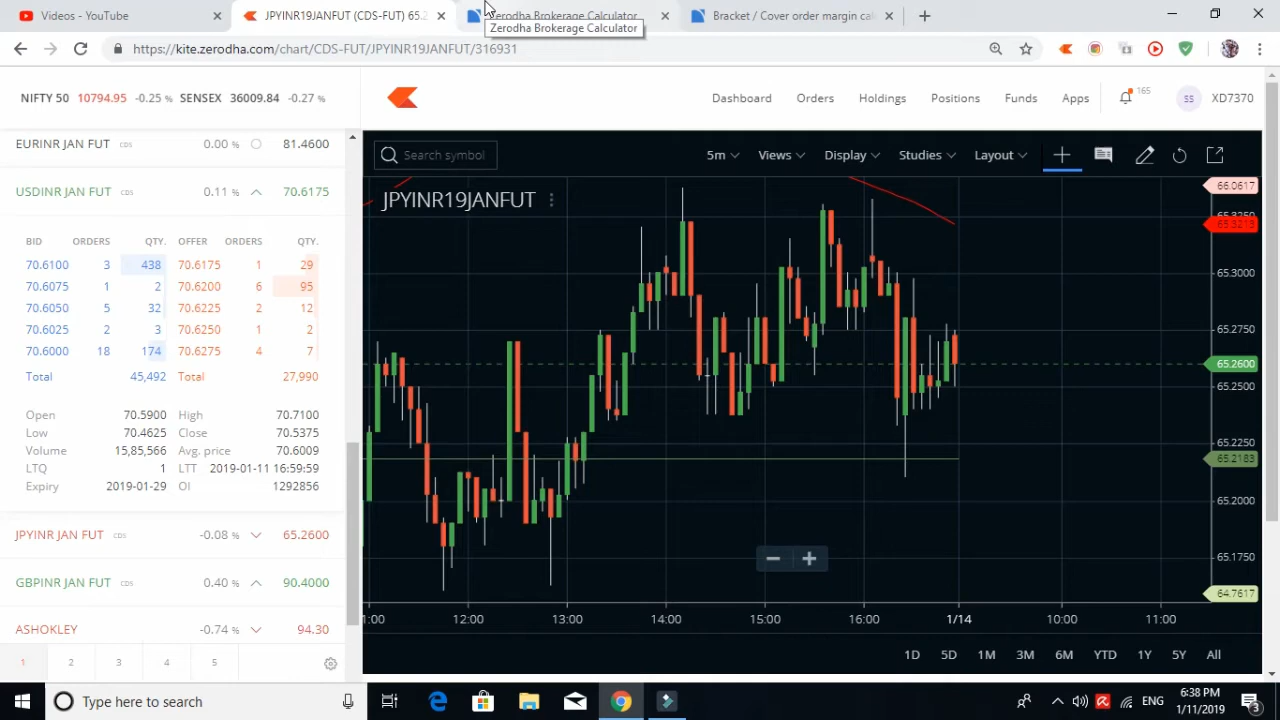 Videos - YouTube
JPYINR19JANFUT (CDS-FUT) 65.2
Zerodha Brokerage Calculator
Bracket / Cover order margin cal
Zerodha Brokerage Calculator
https://kite.zerodha.com/chart/CDS-FUT/JPYINR19JANFUT/316931
NIFTY 50 10794.95 -0.25 % SENSEX 36009.84 -0.27 %
Dashboard Orders Holdings Positions Funds Apps 165 SS XD7370
EURINR JAN FUT CDS 0.00 % 81.4600
USDINR JAN FUT CDS 0.11 % 70.6175
BID ORDERS QTY. OFFER ORDERS QTY.
70.6100 3 438 70.6175 1 29
70.6075 1 2 70.6200 6 95
70.6050 5 32 70.6225 2 12
70.6025 2 3 70.6250 1 2
70.6000 18 174 70.6275 4 7
Total 45,492 Total 27,990
Open 70.5900 High 70.7100
Low 70.4625 Close 70.5375
Volume 15,85,566 Avg. price 70.6009
LTQ 1 LTT 2019-01-11 16:59:59
Expiry 2019-01-29 OI 1292856
JPYINR JAN FUT CDS -0.08 % 65.2600
GBPINR JAN FUT CDS 0.40 % 90.4000
ASHOKLEY -0.74 % 94.30
1 2 3 4 5
Search symbol 5m Views Display Studies Layout
JPYINR19JANFUT
66.0617
65.3213
65.3000
65.2750
65.2600
65.2500
65.2250
65.2183
65.2000
65.1750
64.7617
12:00 13:00 14:00 15:00 16:00 1/14 10:00 11:00
1D 5D 1M 3M 6M YTD 1Y 5Y All
Type here to search
ENG
6:38 PM
1/11/2019
3